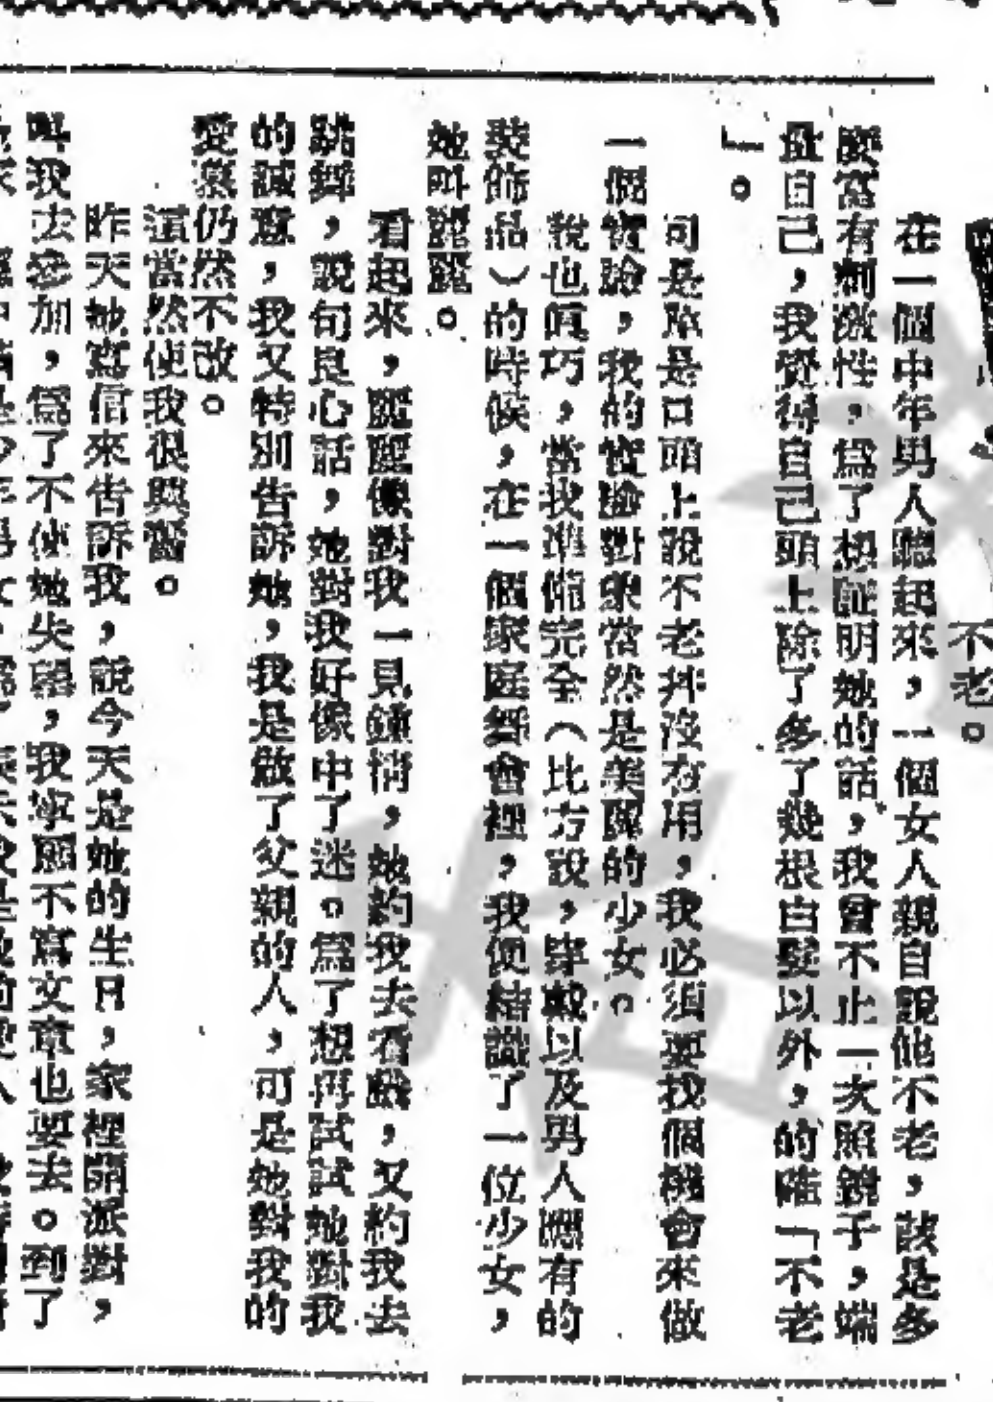 不老。
在一個中年男人聽起來，一個女人親自說他不老，該是多
麼富有刺激性，爲了想証明她的話，我曾不止一次照鏡子，端
量自己，我覺得自己頭上除了多了幾根白髮以外，的確「不老
」。
可是單是口頭上說不老幷沒有用，我必須要找個機會來做
一個實驗，我的實驗對象當然是美麗的少女。
說也眞巧，當我準備完全（比方說，穿戴以及男人應有的
裝飾品）的時候，在一個家庭舞會裡，我便結識了一位少女，
她叫麗麗。
看起來，麗麗像對我一見鍾情，她約我去看戲，又約我去
跳舞，說句良心話，她對我好像中了迷。爲了想再試試她對我
的誠意，我又特別告訴她，我是做了父親的人，可是她對我的
愛慕仍然不改。
這當然使我很興奮。
昨天她寫信來告訴我，說今天是她的生日，家裡開派對，
叫我去參加，爲了不使她失望，我寧願不寫文章也要去。到了